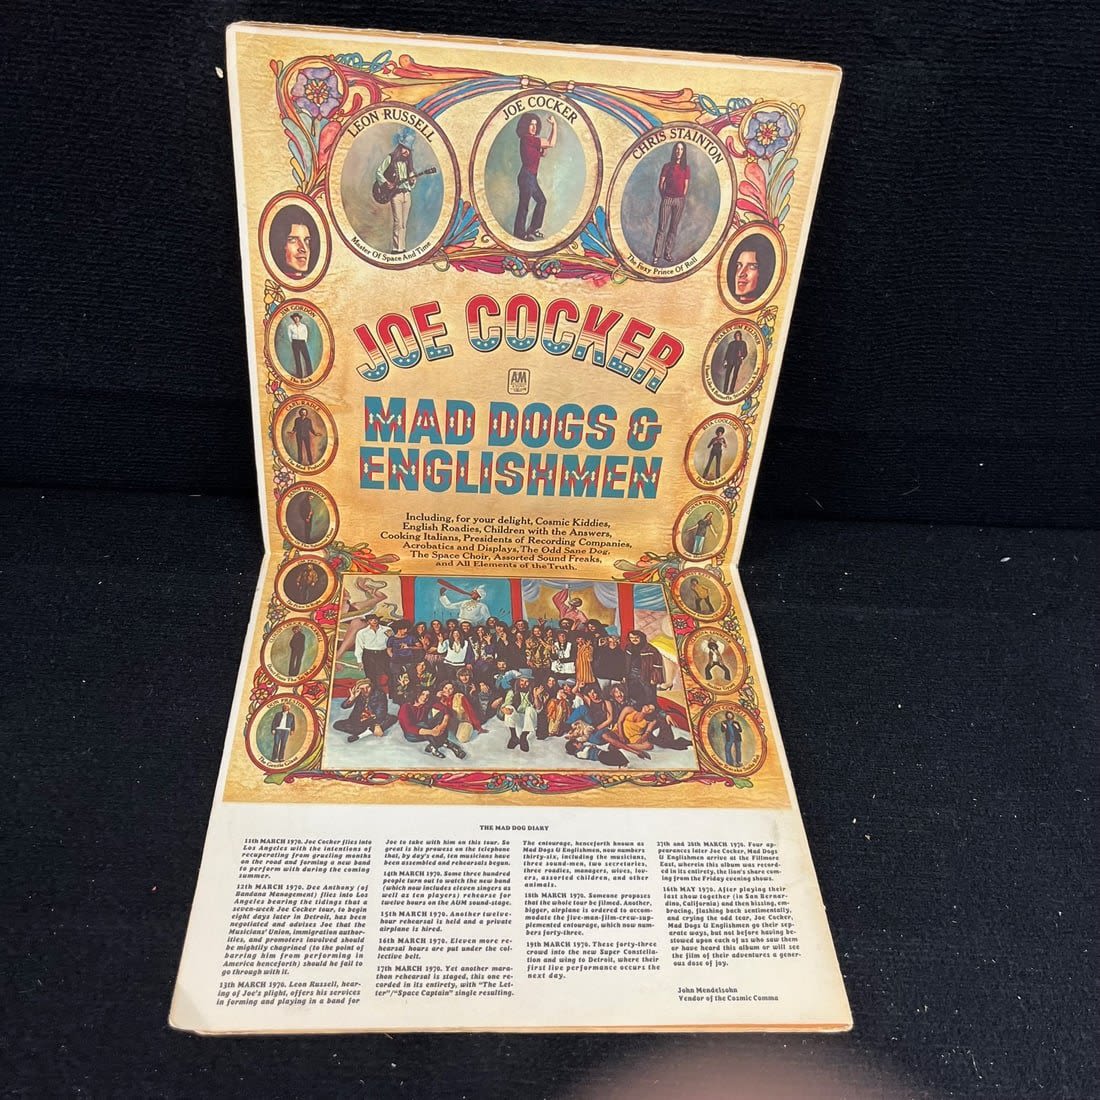 LEON RUSSELL
Master Of Space And Time
JOE COCKER
CHRIS STAINTON
The Foxy Prince Of Roll
JIM GORDON
The Rock
CARL RADLE
RITA COOLIDGE
JOE COCKER
A&M
MAD DOGS &
ENGLISHMEN
Including, for your delight, Cosmic Kiddies,
English Roadies, Children with the Answers,
Cooking Italians, Presidents of Recording Companies,
Acrobatics and Displays, The Odd Sane Dog,
The Space Choir, Assorted Sound Freaks,
and All Elements of the Truth.
DON PRESTON
The Gentle Greek
THE MAD DOG DIARY
11th MARCH 1970. Joe Cocker flies into
Los Angeles with the intentions of
recuperating from grueling months
on the road and forming a new band
to perform with during the coming
summer.
12th MARCH 1970. Dee Anthony (of
Bandana Management) flies into Los
Angeles bearing the tidings that a
seven-week Joe Cocker tour, to begin
eight days later in Detroit, has been
negotiated and advises Joe that the
Musicians' Union, immigration author-
ities, and promoters involved should
be mightily chagrined (to the point of
barring him from performing in
America henceforth) should he fail to
go through with it.
13th MARCH 1970. Leon Russell, hear-
ing of Joe's plight, offers his services
in forming and playing in a band for
Joe to take with him on this tour. So
great is his prowess on the telephone
that, by day's end, ten musicians have
been assembled and rehearsals begun.
14th MARCH 1970. Some three hundred
people turn out to watch the new band
(which now includes eleven singers as
well as ten players) rehearse for
twelve hours on the A&M sound-stage.
15th MARCH 1970. Another twelve-
hour rehearsal is held and a private
airplane is hired.
16th MARCH 1970. Eleven more re-
hearsal hours are put under the col-
lective belt.
17th MARCH 1970. Yet another mara-
thon rehearsal is staged, this one re-
corded in its entirety, with "The Let-
ter"/"Space Captain" single resulting.
The entourage, henceforth known as
Mad Dogs & Englishmen, now numbers
thirty-six, including the musicians,
three sound-men, two secretaries,
three roadies, managers, wives, lov-
ers, assorted children, and other
animals.
18th MARCH 1970. Someone proposes
that the whole tour be filmed. Another,
bigger, airplane is ordered to accom-
modate the five-man-film-crew-sup-
plemented entourage, which now num-
bers forty-three.
19th MARCH 1970. These forty-three
crowd into the new Super Constella-
tion and wing to Detroit, where their
first live performance occurs the
next day.
27th and 28th MARCH 1970. Four ap-
pearances later Joe Cocker, Mad Dogs
& Englishmen arrive at the Fillmore
East, wherein this album was record-
ed in its entirety, the lion's share com-
ing from the Friday evening shows.
16th MAY 1970. After playing their
last show together (in San Bernar-
dino, California) and then kissing, em-
bracing, flashing back sentimentally,
and crying the odd tear, Joe Cocker,
Mad Dogs & Englishmen go their sep-
arate ways, but not before having be-
stowed upon each of us who saw them
or have heard this album or will see
the film of their adventures a gener-
ous dose of joy.
John Mendelsohn
Vendor of the Cosmic Comma